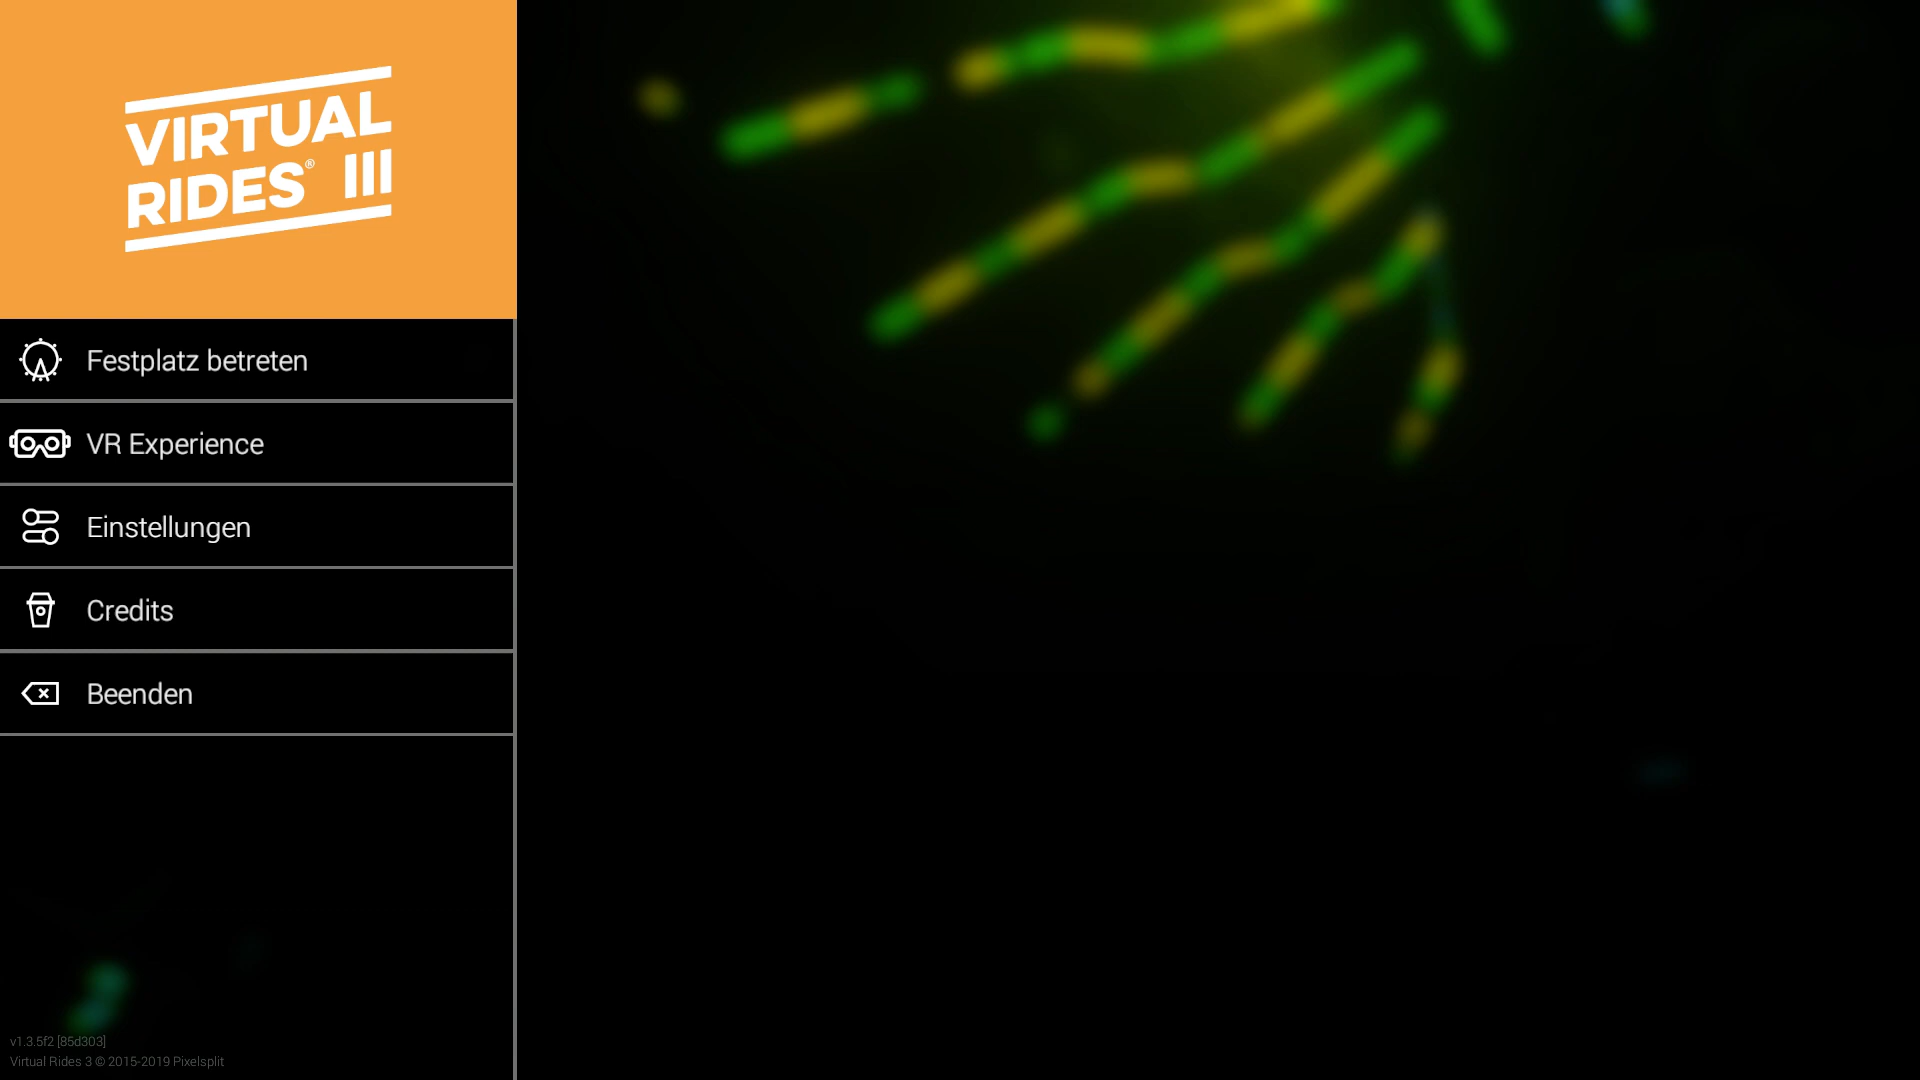 VIRTUAL
RIDES® III
Festplatz betreten
VR Experience
Einstellungen
Credits
Beenden
v1.3.5f2 [85d303]
Virtual Rides 3 © 2015-2019 Pixelsplit